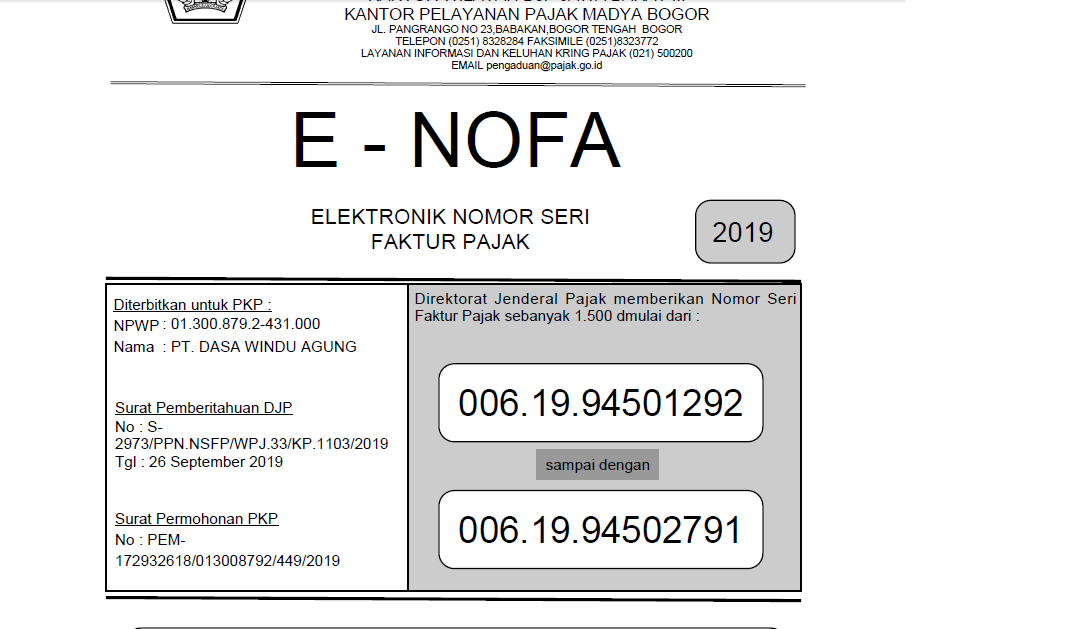 KANTOR PELAYANAN PAJAK MADYA BOGOR
JL. PANGRANGO NO 23,BABAKAN,BOGOR TENGAH BOGOR
TELEPON (0251) 8328284 FAKSIMILE (0251)8323772
LAYANAN INFORMASI DAN KELUHAN KRING PAJAK (021) 500200
EMAIL pengaduan@pajak.go.id
E - NOFA
ELEKTRONIK NOMOR SERI
FAKTUR PAJAK
2019
Diterbitkan untuk PKP :
NPWP : 01.300.879.2-431.000
Nama : PT. DASA WINDU AGUNG
Surat Pemberitahuan DJP
No : S-
2973/PPN.NSFP/WPJ.33/KP.1103/2019
Tgl : 26 September 2019
Surat Permohonan PKP
No : PEM-
172932618/013008792/449/2019
Direktorat Jenderal Pajak memberikan Nomor Seri
Faktur Pajak sebanyak 1.500 dmulai dari :
006.19.94501292
sampai dengan
006.19.94502791